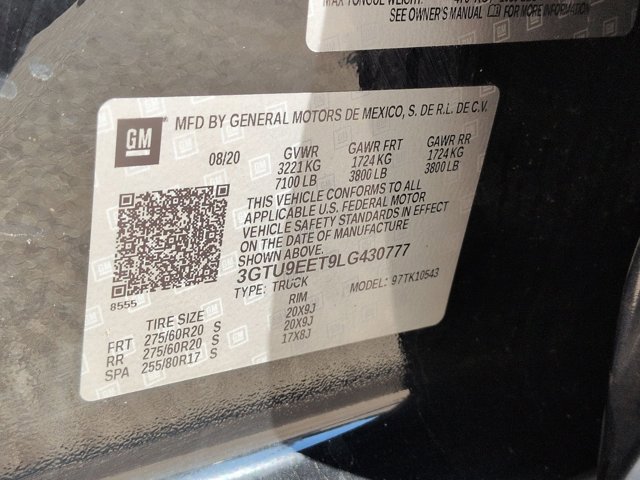 MAX TONGUE WEIGHT:
SEE OWNER'S MANUAL FOR MORE INFORMATION
GM
MFD BY GENERAL MOTORS DE MEXICO, S. DE R.L. DE C.V.
08/20 GVWR GAWR FRT GAWR RR
3221 KG 1724 KG 1724 KG
7100 LB 3800 LB 3800 LB
THIS VEHICLE CONFORMS TO ALL
APPLICABLE U.S. FEDERAL MOTOR
VEHICLE SAFETY STANDARDS IN EFFECT
ON THE DATE OF MANUFACTURE
SHOWN ABOVE.
3GTU9EET9LG430777
8555 TYPE: TRUCK MODEL: 97TK10543
TIRE SIZE RIM
FRT 275/60R20 S 20X9J
RR 275/60R20 S 20X9J
SPA 255/80R17 S 17X8J